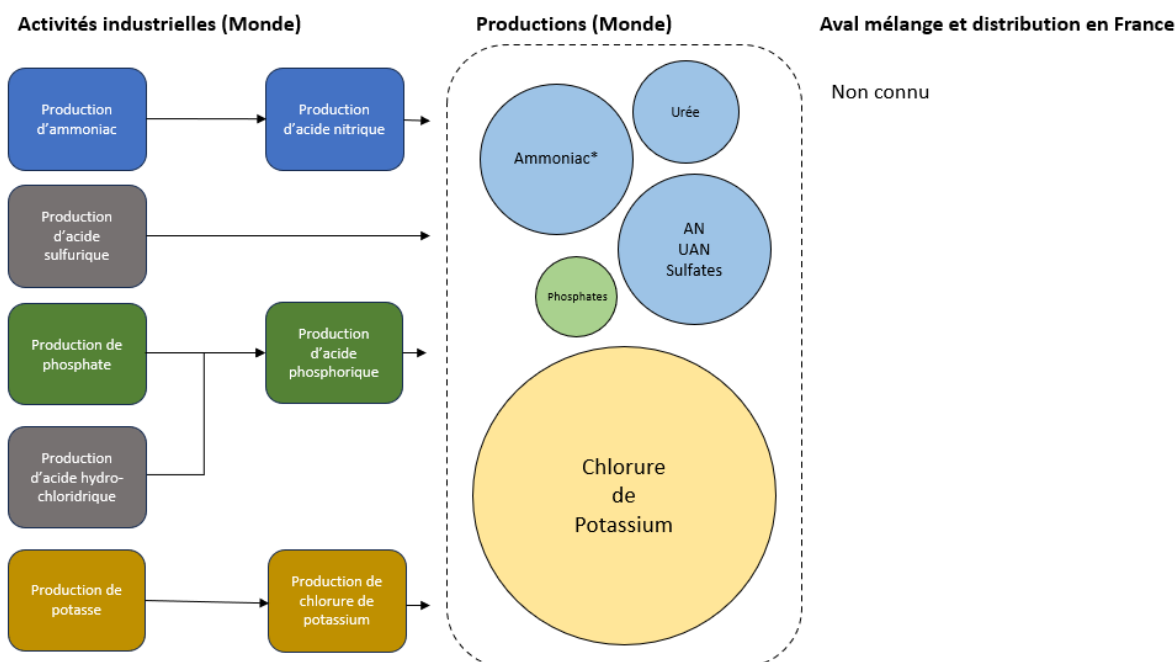 Activités industrielles (Monde)
Productions (Monde)
Aval mélange et distribution en France
Production
d'ammoniac
Production
d'acide nitrique
Production
d'acide
sulfurique
Production de
phosphate
Production
d'acide
phosphorique
Production
d'acide hydro-
chloridrique
Production de
potasse
Production de
chlorure de
potassium
Ammoniac*
Urée
AN
UAN
Sulfates
Phosphates
Chlorure
de
Potassium
Non connu